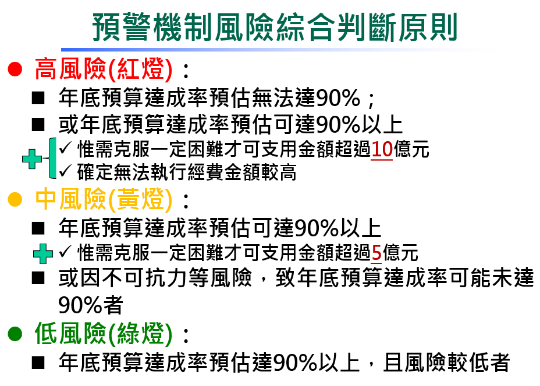 預警機制風險綜合判斷原則
高風險(紅燈)：
年底預算達成率預估無法達90%；
或年底預算達成率預估可達90%以上
惟需克服一定困難才可支用金額超過10億元
確定無法執行經費金額較高
中風險(黃燈)：
年底預算達成率預估可達90%以上
惟需克服一定困難才可支用金額超過5億元
或因不可抗力等風險，致年底預算達成率可能未達
90%者
低風險(綠燈)：
年底預算達成率預估達90%以上，且風險較低者